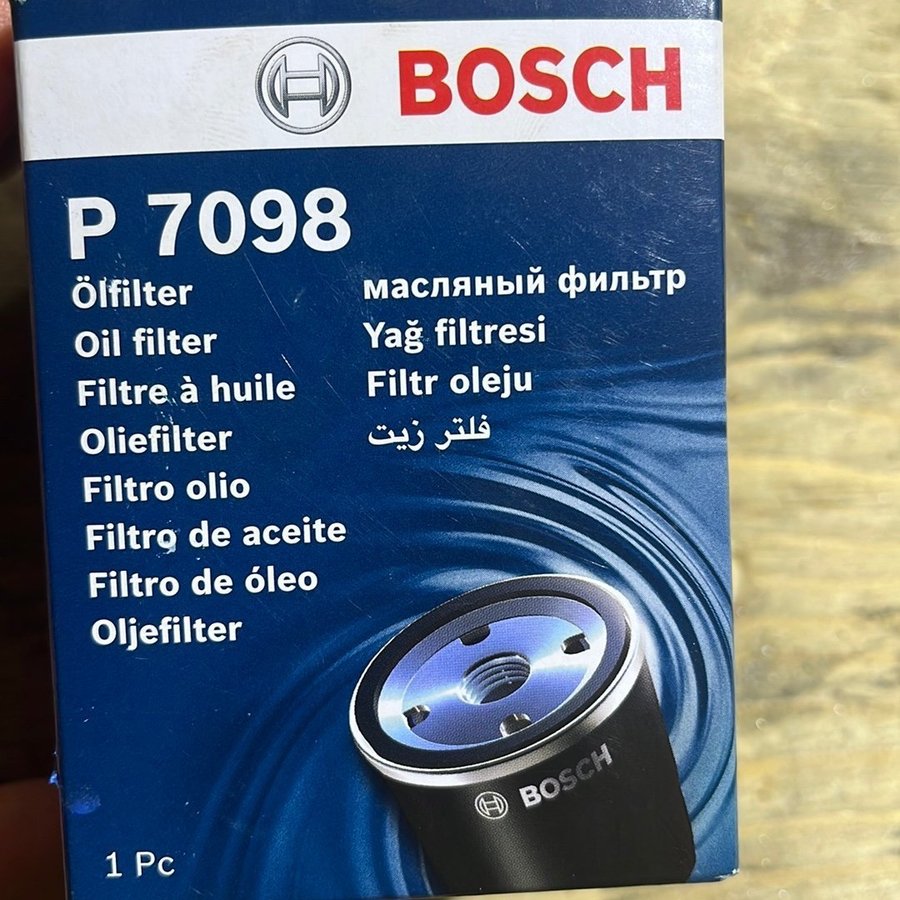 BOSCH
P 7098
Ölfilter
Oil filter
Filtre à huile
Oliefilter
Filtro olio
Filtro de aceite
Filtro de óleo
Oljefilter
масляный фильтр
Yağ filtresi
Filtr oleju
فلتر زيت
BOSCH
1 Pc